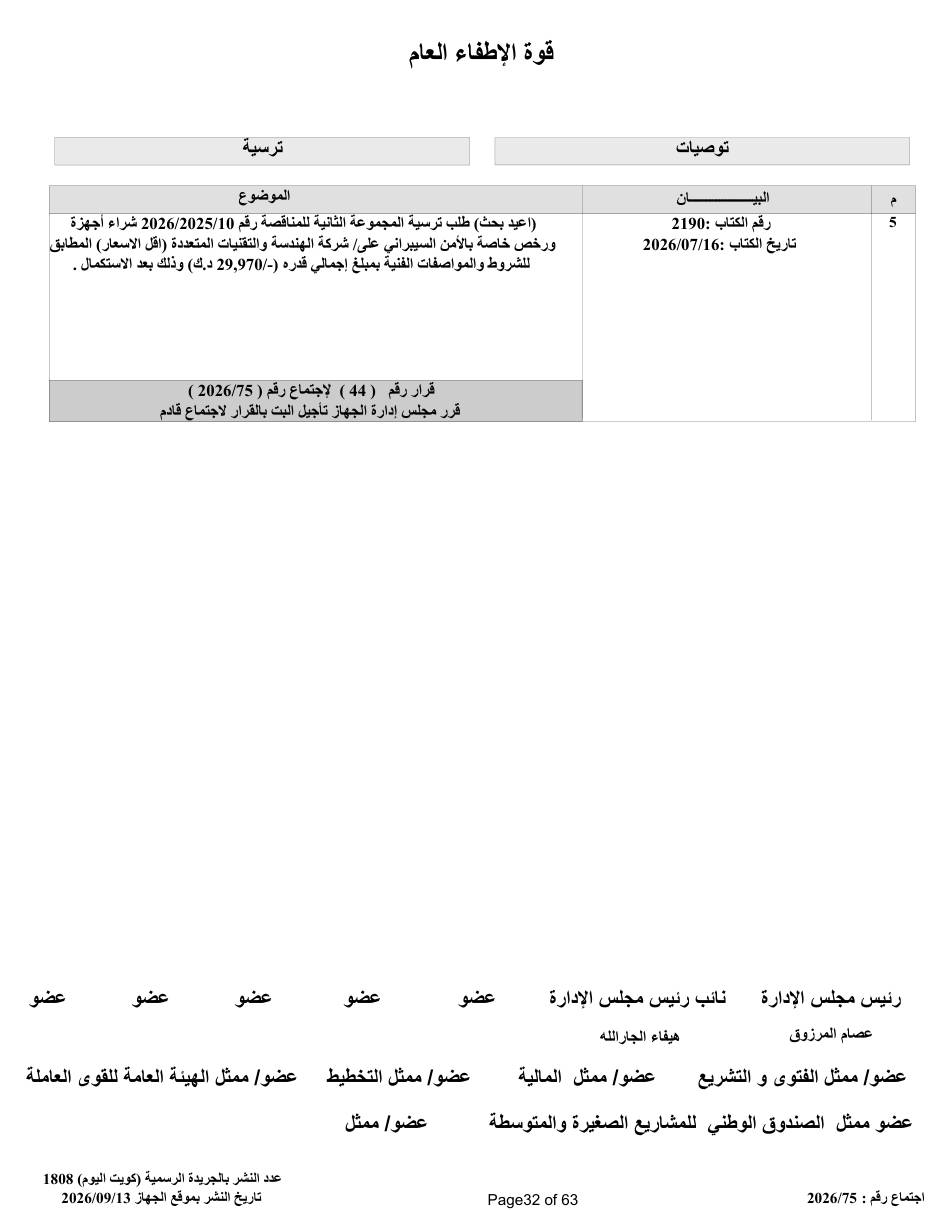 قوة الإطفاء العام
توصيات
ترسية
م
البيـــــــــــــان
الموضوع
5
رقم الكتاب :2190
تاريخ الكتاب :2026/07/16
(اعيد بحث) طلب ترسية المجموعة الثانية للمناقصة رقم 2026/2025/10 شراء أجهزة
ورخص خاصة بالأمن السيبراني على/ شركة الهندسة والتقنيات المتعددة (اقل الاسعار) المطابق
للشروط والمواصفات الفنية بمبلغ إجمالي قدره (-/29,970 د.ك) وذلك بعد الاستكمال .
قرار رقم ( 44 ) لإجتماع رقم ( 2026/75 )
قرر مجلس إدارة الجهاز تأجيل البت بالقرار لاجتماع قادم
رئيس مجلس الإدارة نائب رئيس مجلس الإدارة عضو عضو عضو عضو عضو
عصام المرزوق هيفاء الجارالله
عضو/ ممثل الفتوى و التشريع عضو/ ممثل المالية عضو/ ممثل التخطيط عضو/ ممثل الهيئة العامة للقوى العاملة
عضو ممثل الصندوق الوطني للمشاريع الصغيرة والمتوسطة عضو/ ممثل
عدد النشر بالجريدة الرسمية (كويت اليوم) 1808
اجتماع رقم : 2026/75 Page32 of 63 تاريخ النشر بموقع الجهاز 2026/09/13